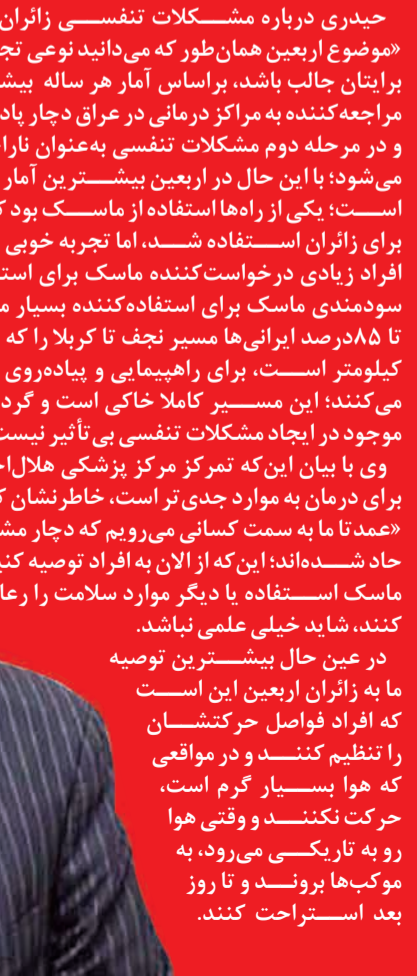 حیدری درباره مشکلات تنفسی زائران
«موضوع اربعین همان‌طور که می‌دانید نوعی
برایتان جالب باشد، براساس آمار هر ساله
مراجعه‌کننده به مراکز درمانی در عراق دچار
و در مرحله دوم مشکلات تنفسی به‌عنوان
می‌شود؛ با این حال در اربعین بیشترین آمار
است؛ یکی از راه‌ها استفاده از ماسک بود
برای زائران استفاده شد، اما تجربه خوبی
افراد زیادی درخواست‌کننده ماسک برای
سودمندی ماسک برای استفاده‌کننده بسیار
تا ۸۵درصد ایرانی‌ها مسیر نجف تا کربلا را که
کیلومتر است، برای راهپیمایی و پیاده‌روی
می‌کنند؛ این مسیر کاملا خاکی است و
موجود در ایجاد مشکلات تنفسی بی‌تأثیر نیست
وی با بیان این‌که تمرکز مرکز پزشکی
برای درمان به موارد جدی‌تر است، خاطرنشان
«عمدتا ما به سمت کسانی می‌رویم که دچار
حاد شده‌اند؛ این‌که از الان به افراد توصیه
ماسک استفاده یا دیگر موارد سلامت را
کنند، شاید خیلی علمی نباشد.
در عین حال بیشترین توصیه
ما به زائران اربعین این است
که افراد فواصل حرکتشان
را تنظیم کنند و در مواقعی
که هوا بسیار گرم است،
حرکت نکنند و وقتی هوا
رو به تاریکی می‌رود، به
موکب‌ها بروند و تا روز
بعد استراحت کنند.